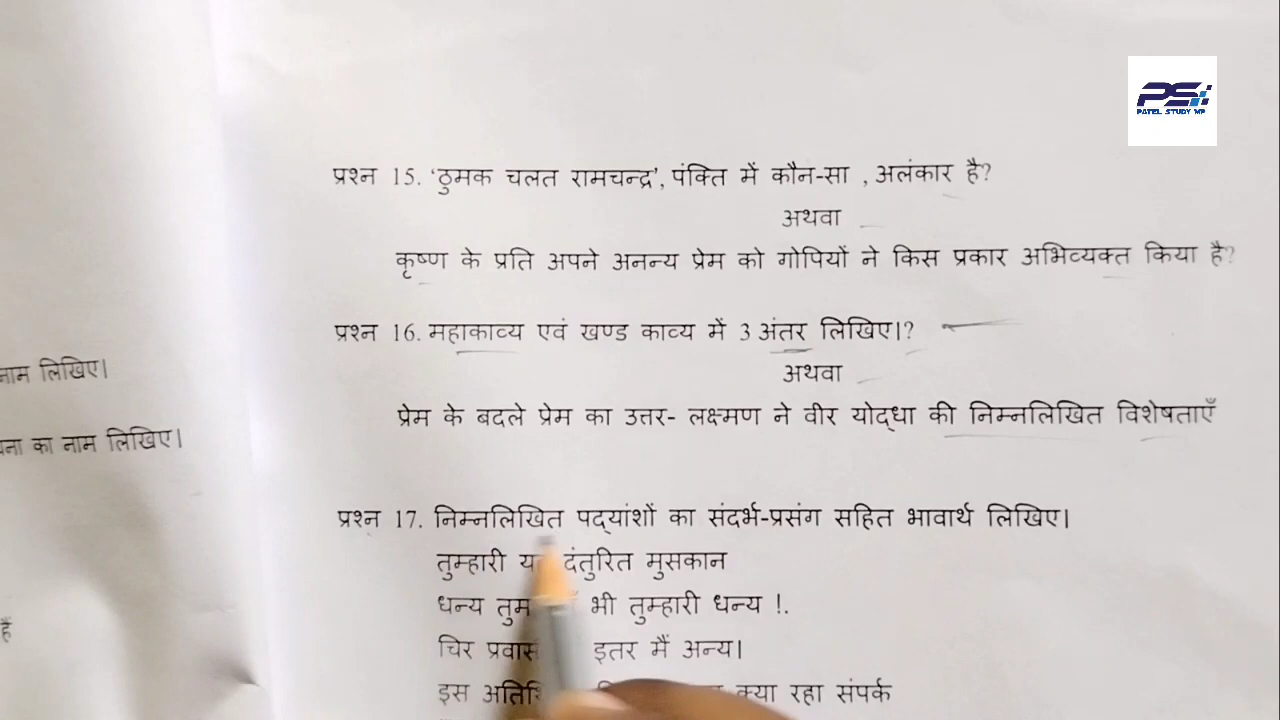 PS
PATEL STUDY MP
प्रश्न 15. 'ठुमक चलत रामचन्द्र', पंक्ति में कौन-सा , अलंकार है?
अथवा
कृष्ण के प्रति अपने अनन्य प्रेम को गोपियों ने किस प्रकार अभिव्यक्त किया है?
प्रश्न 16. महाकाव्य एवं खण्ड काव्य में 3 अंतर लिखिए।?
अथवा
प्रेम के बदले प्रेम का उत्तर- लक्ष्मण ने वीर योद्धा की निम्नलिखित विशेषताएँ
प्रश्न 17. निम्नलिखित पद्यांशों का संदर्भ-प्रसंग सहित भावार्थ लिखिए।
तुम्हारी दंतुरित मुसकान
धन्य तुम भी तुम्हारी धन्य !.
चिर इतर मैं अन्य।
इस क्या रहा संपर्क
नाम लिखिए।
का नाम लिखिए।